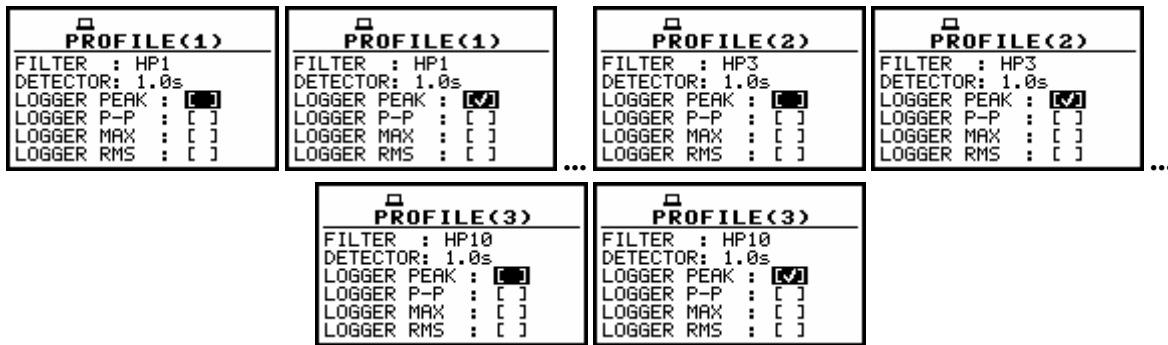 PROFILE(1)
FILTER : HP1
DETECTOR: 1.0s
LOGGER PEAK : [ ]
LOGGER P-P : [ ]
LOGGER MAX : [ ]
LOGGER RMS : [ ]
PROFILE(1)
FILTER : HP1
DETECTOR: 1.0s
LOGGER PEAK : [✓]
LOGGER P-P : [ ]
LOGGER MAX : [ ]
LOGGER RMS : [ ]
...
PROFILE(2)
FILTER : HP3
DETECTOR: 1.0s
LOGGER PEAK : [ ]
LOGGER P-P : [ ]
LOGGER MAX : [ ]
LOGGER RMS : [ ]
PROFILE(2)
FILTER : HP3
DETECTOR: 1.0s
LOGGER PEAK : [✓]
LOGGER P-P : [ ]
LOGGER MAX : [ ]
LOGGER RMS : [ ]
...
PROFILE(3)
FILTER : HP10
DETECTOR: 1.0s
LOGGER PEAK : [ ]
LOGGER P-P : [ ]
LOGGER MAX : [ ]
LOGGER RMS : [ ]
PROFILE(3)
FILTER : HP10
DETECTOR: 1.0s
LOGGER PEAK : [✓]
LOGGER P-P : [ ]
LOGGER MAX : [ ]
LOGGER RMS : [ ]